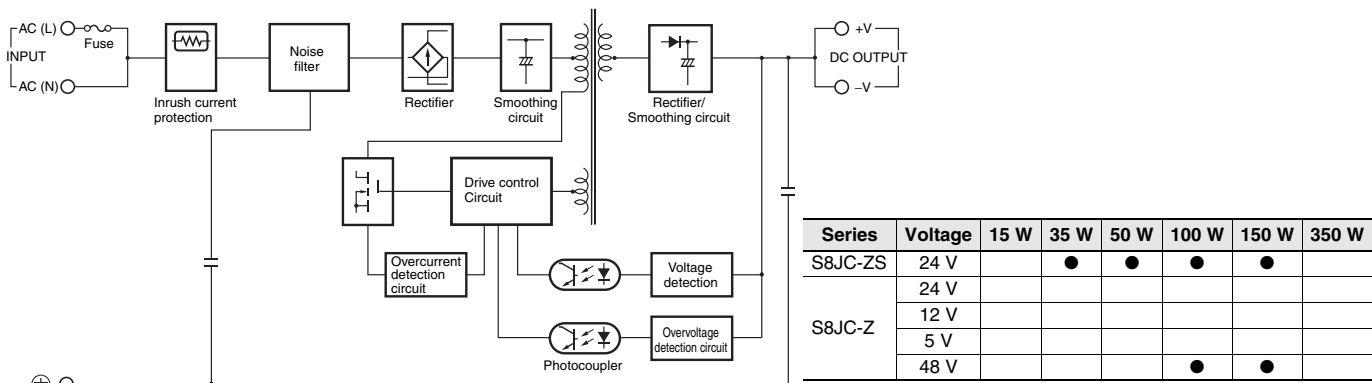 AC (L)
Fuse
INPUT
AC (N)
Inrush current
protection
Noise
filter
Rectifier
Smoothing
circuit
Rectifier/
Smoothing circuit
+V
DC OUTPUT
–V
Drive control
Circuit
Overcurrent
detection
circuit
Voltage
detection
Overvoltage
detection circuit
Photocoupler
Series Voltage 15 W 35 W 50 W 100 W 150 W 350 W
S8JC-ZS 24 V ● ● ● ●
S8JC-Z
24 V
12 V
5 V
48 V ● ●